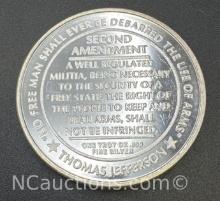 "NO FREE MAN SHALL EVER BE DEBARRED THE USE OF ARMS"
SECOND
AMENDMENT
A WELL REGULATED
MILITIA, BEING NECESSARY
TO THE SECURITY OF A
FREE STATE, THE RIGHT OF
THE PEOPLE TO KEEP AND
BEAR ARMS, SHALL
NOT BE INFRINGED.
ONE TROY OZ .999
FINE SILVER
★ THOMAS JEFFERSON ★
NCauctions.com ©